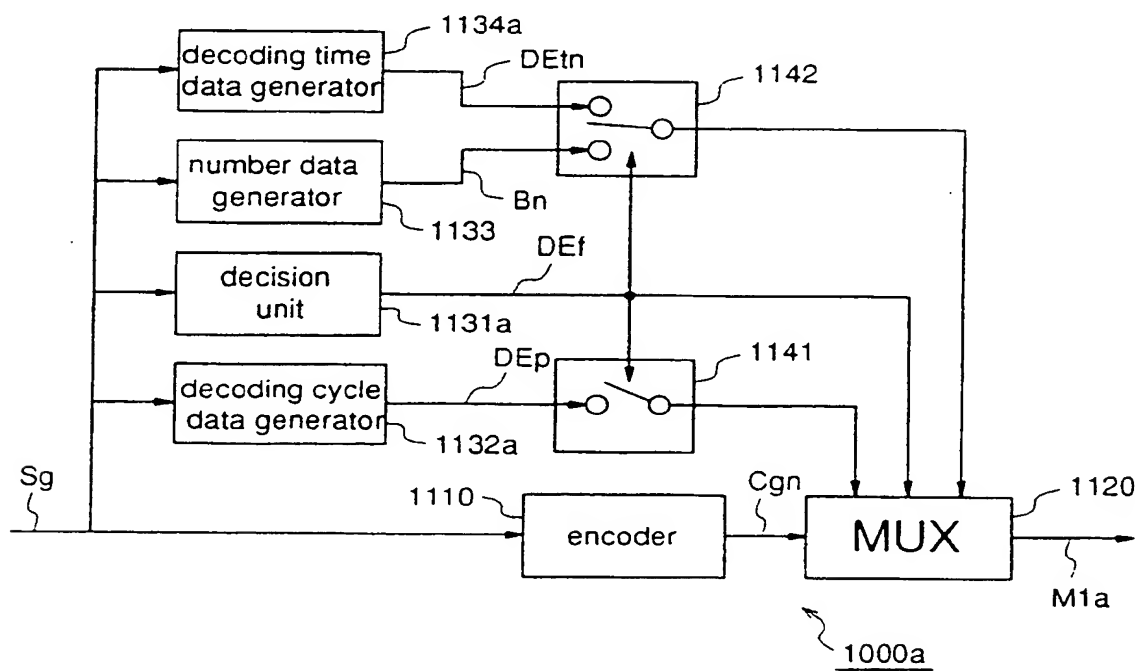 1134a
decoding time
data generator
DEtn
1142
number data
generator
Bn
1133
DEf
decision
unit
1131a
1141
DEp
decoding cycle
data generator
1132a
Sg
1110
Cgn
1120
encoder
MUX
M1a
1000a